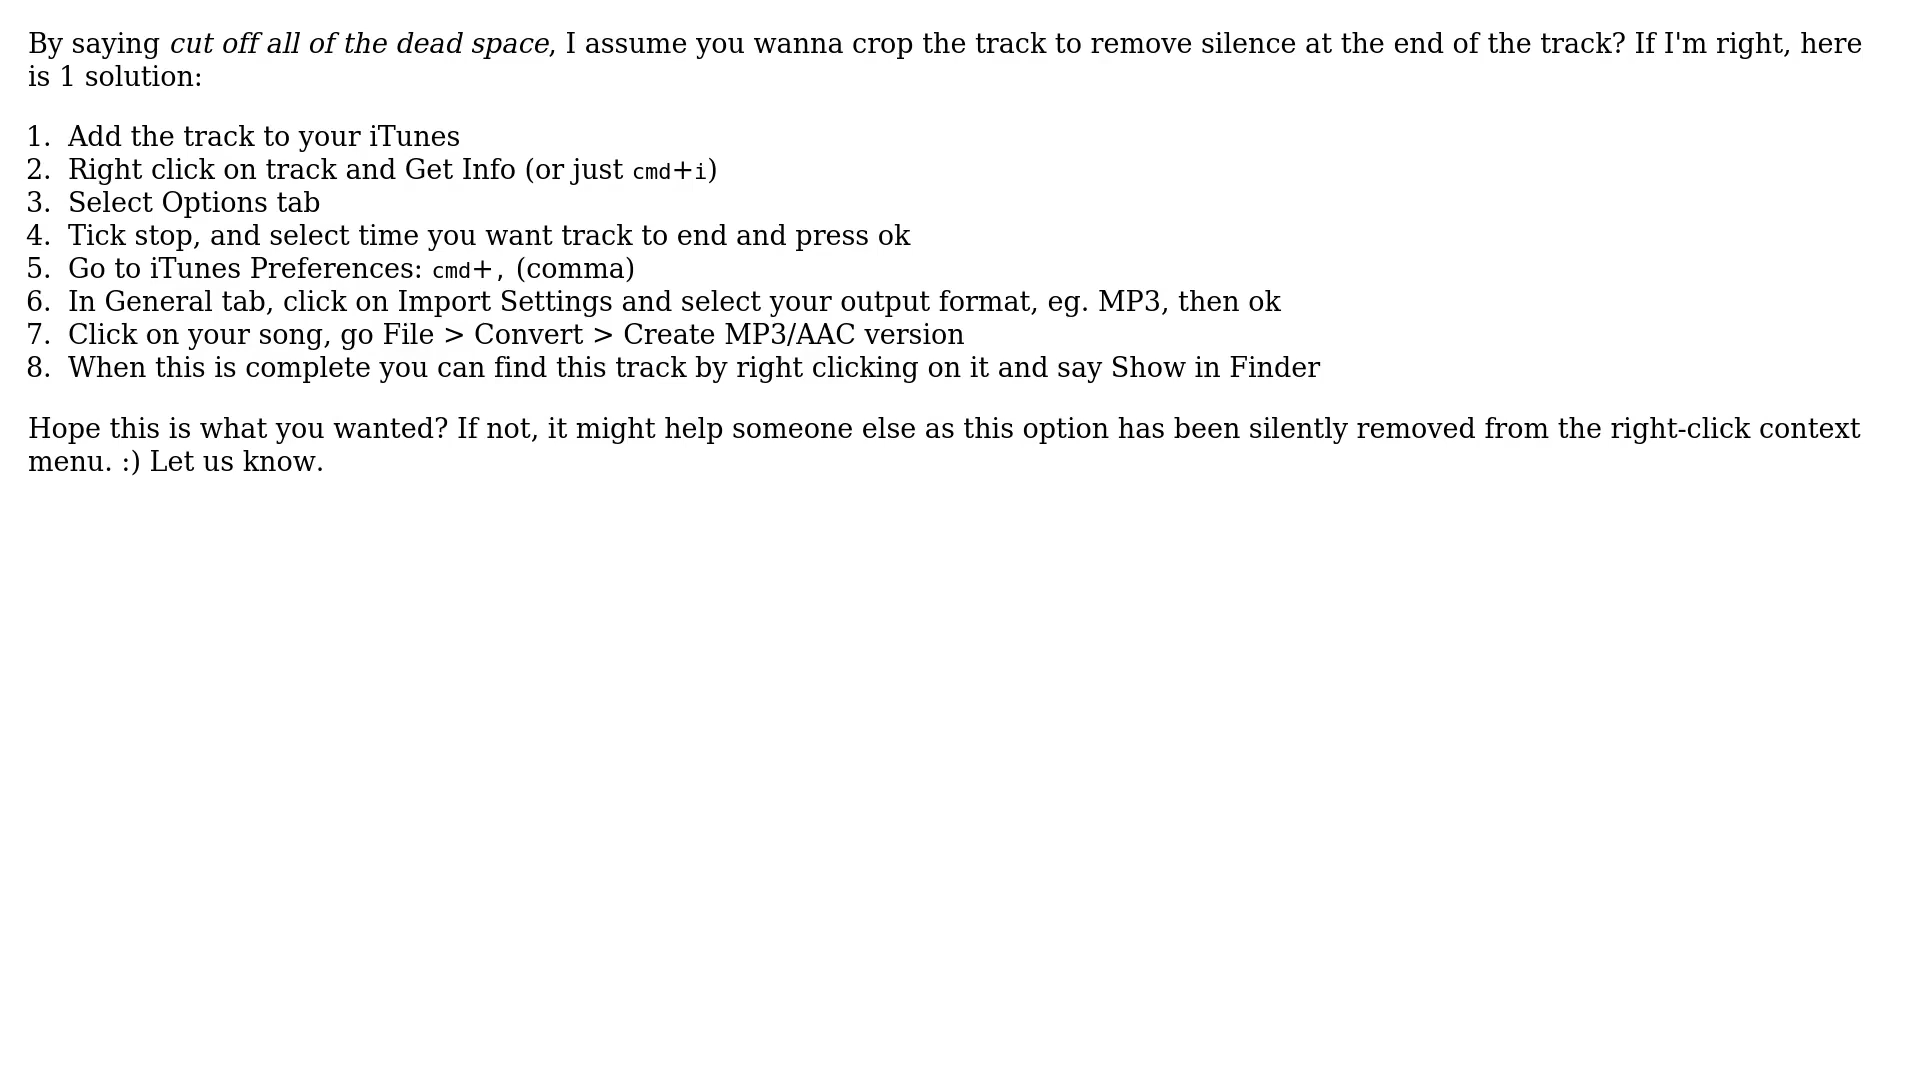 By saying cut off all of the dead space, I assume you wanna crop the track to remove silence at the end of the track? If I'm right, here
is 1 solution:
1. Add the track to your iTunes
2. Right click on track and Get Info (or just cmd+i)
3. Select Options tab
4. Tick stop, and select time you want track to end and press ok
5. Go to iTunes Preferences: cmd+, (comma)
6. In General tab, click on Import Settings and select your output format, eg. MP3, then ok
7. Click on your song, go File > Convert > Create MP3/AAC version
8. When this is complete you can find this track by right clicking on it and say Show in Finder
Hope this is what you wanted? If not, it might help someone else as this option has been silently removed from the right-click context
menu. :) Let us know.